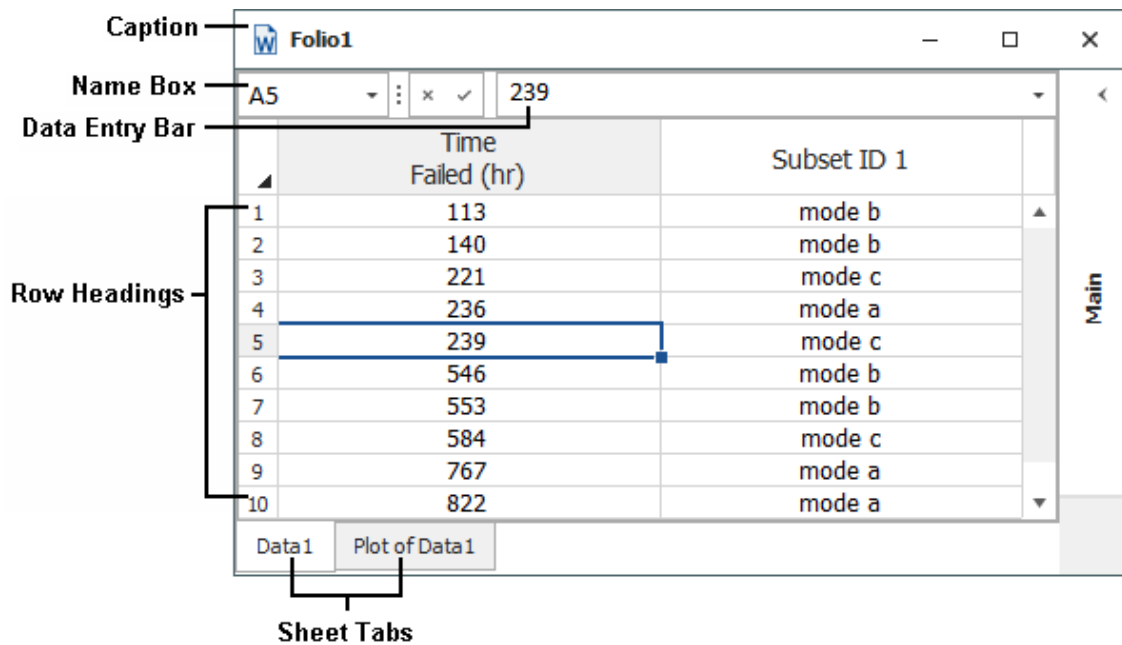 Caption
W Folio1
Name Box
A5 239
Data Entry Bar
Time
Failed (hr) Subset ID 1
1 113 mode b
2 140 mode b
3 221 mode c
Row Headings
4 236 mode a
5 239 mode c
6 546 mode b
7 553 mode b
8 584 mode c
9 767 mode a
10 822 mode a
Main
Data1 Plot of Data1
Sheet Tabs